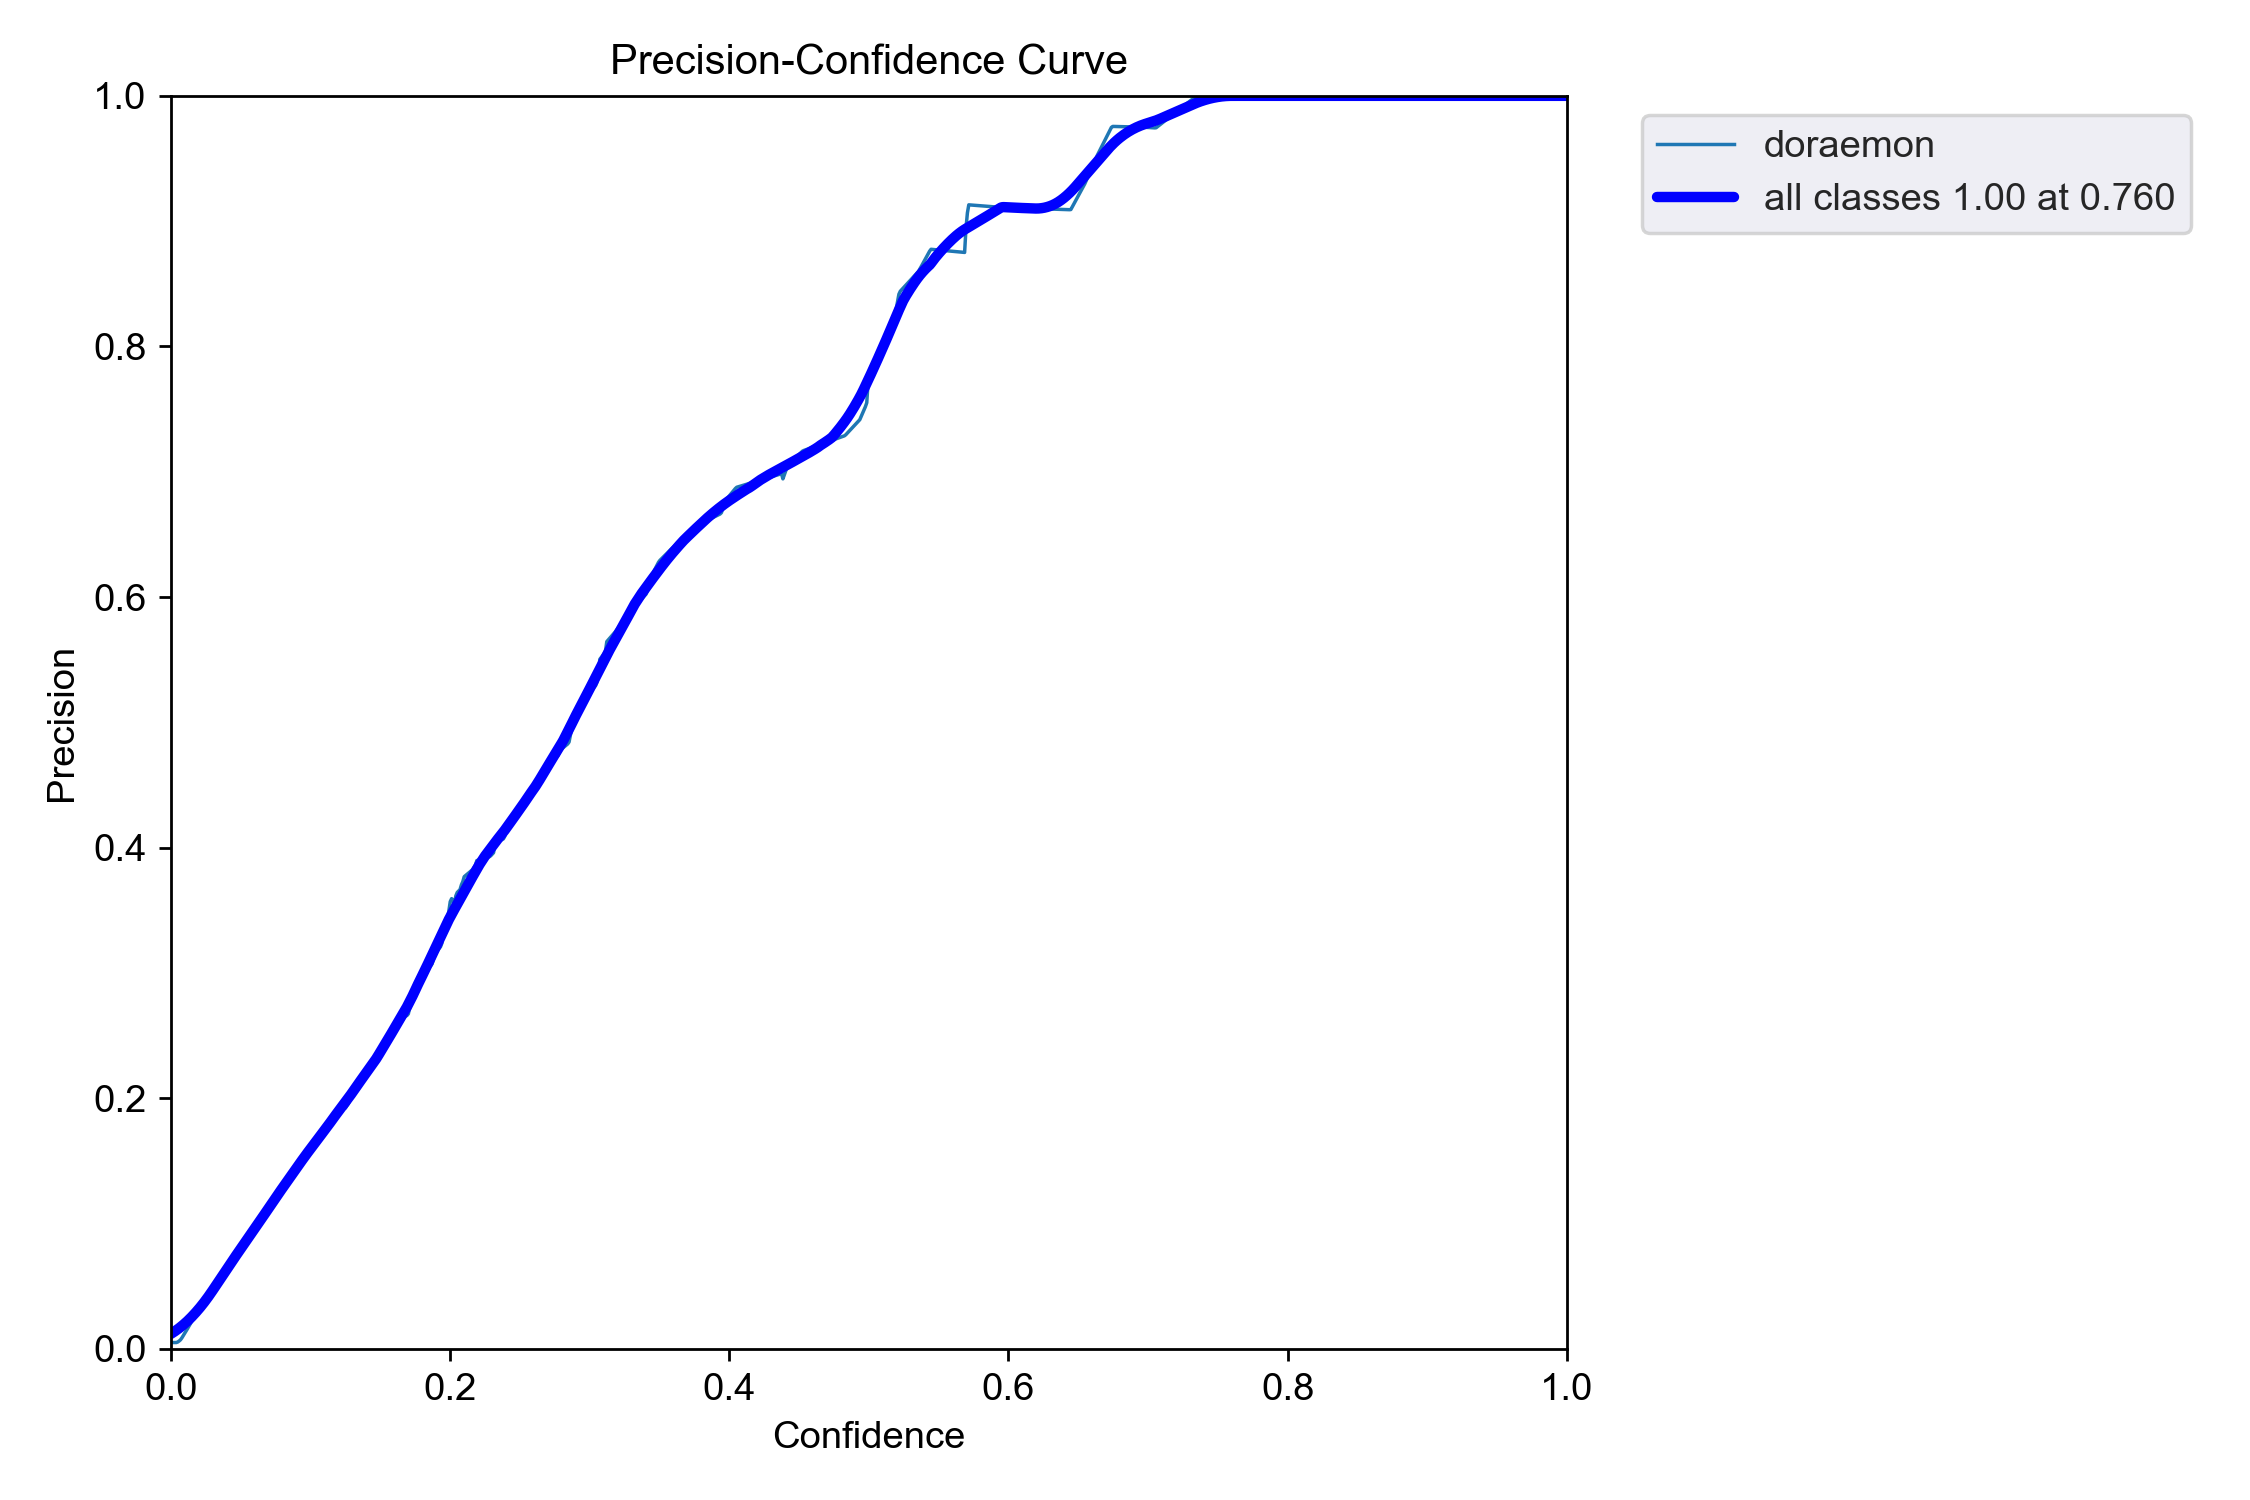 Precision-Confidence Curve
1.0
0.8
0.6
0.4
0.2
0.0
Precision
0.0 0.2 0.4 0.6 0.8 1.0
Confidence
doraemon
all classes 1.00 at 0.760